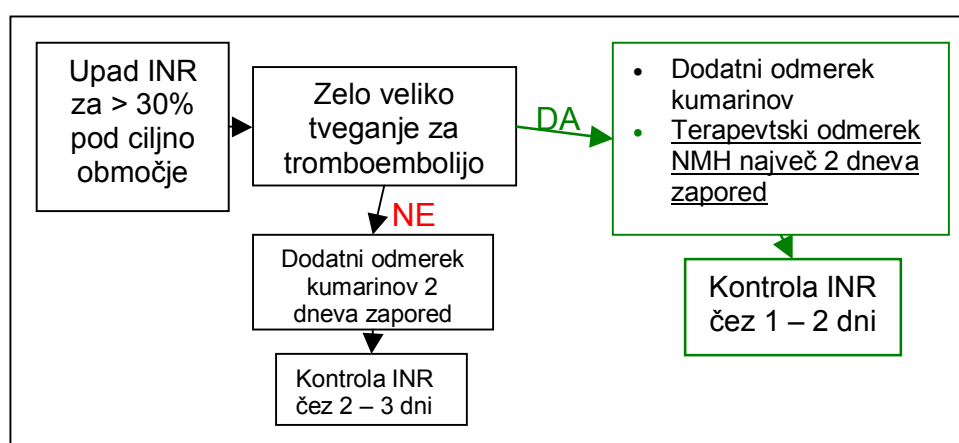 Upad INR
za > 30%
pod ciljno
območje
Zelo veliko
tveganje za
tromboembolijo
DA
• Dodatni odmerek
kumarinov
• Terapevtski odmerek
NMH največ 2 dneva
zapored
NE
Dodatni odmerek
kumarinov 2
dneva zapored
Kontrola INR
čez 1 – 2 dni
Kontrola INR
čez 2 – 3 dni